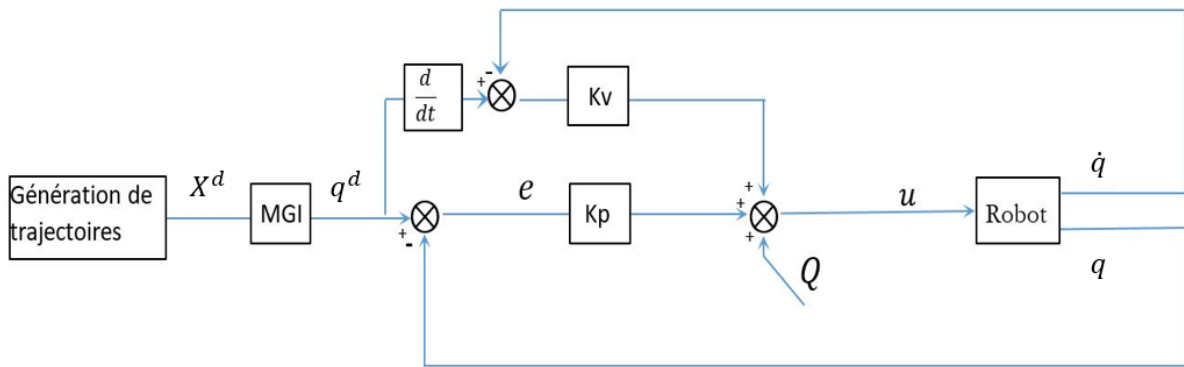 -
+
d
dt
Kv
Génération de
trajectoires
X^d
MGI
q^d
+
-
e
Kp
+
+
+
Q
u
Robot
q̇
q